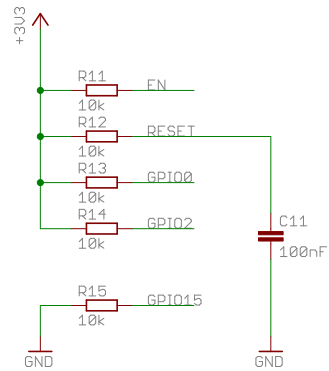 +3V3
R11
EN
10k
R12
RESET
10k
R13
GPIO0
10k
R14
GPIO2
10k
C11
100nF
R15
GPIO15
10k
GND
GND